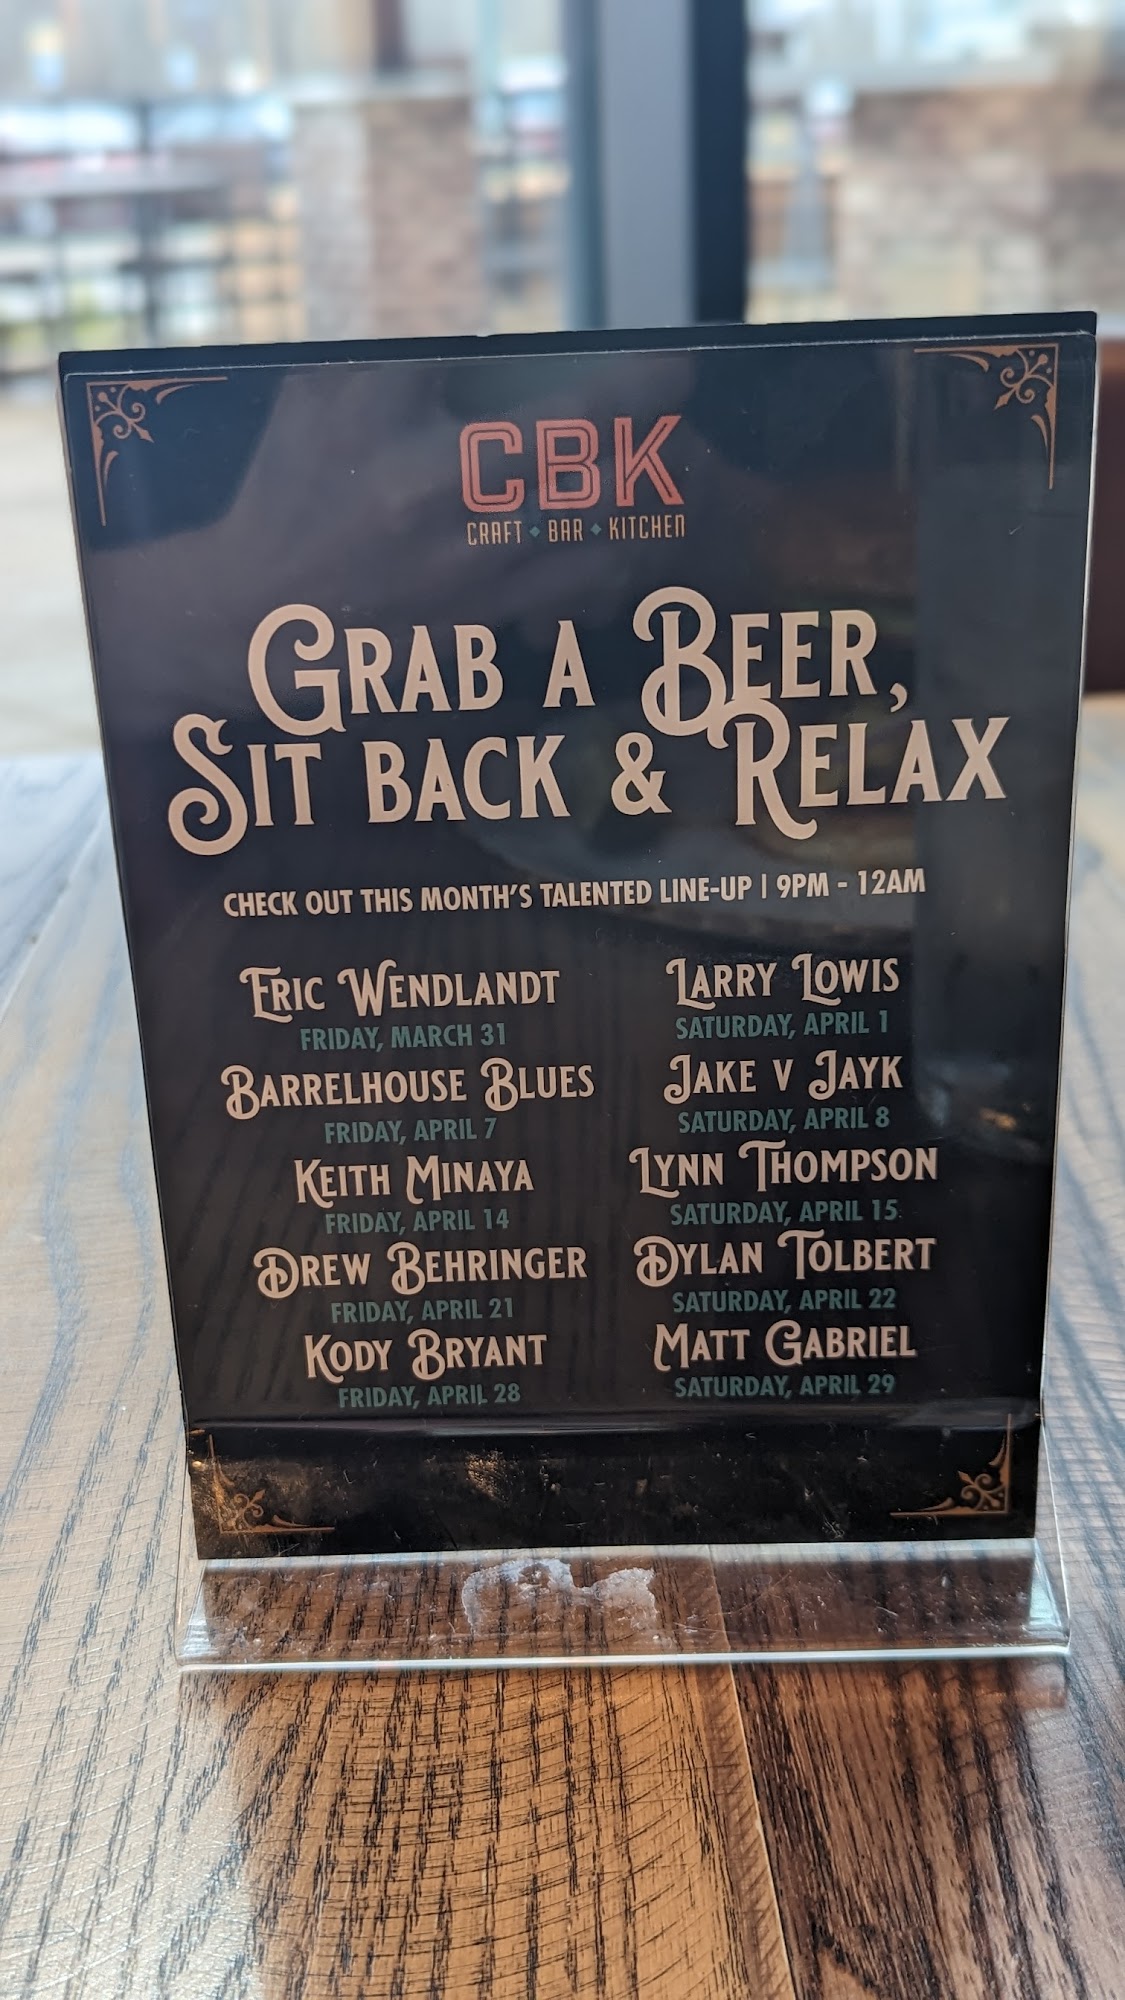 CBK
CRAFT • BAR • KITCHEN
GRAB A BEER,
SIT BACK & RELAX
CHECK OUT THIS MONTH'S TALENTED LINE-UP | 9PM - 12AM
ERIC WENDLANDT
FRIDAY, MARCH 31
LARRY LOWIS
SATURDAY, APRIL 1
BARRELHOUSE BLUES
FRIDAY, APRIL 7
JAKE V JAYK
SATURDAY, APRIL 8
KEITH MINAYA
FRIDAY, APRIL 14
LYNN THOMPSON
SATURDAY, APRIL 15
DREW BEHRINGER
FRIDAY, APRIL 21
DYLAN TOLBERT
SATURDAY, APRIL 22
KODY BRYANT
FRIDAY, APRIL 28
MATT GABRIEL
SATURDAY, APRIL 29